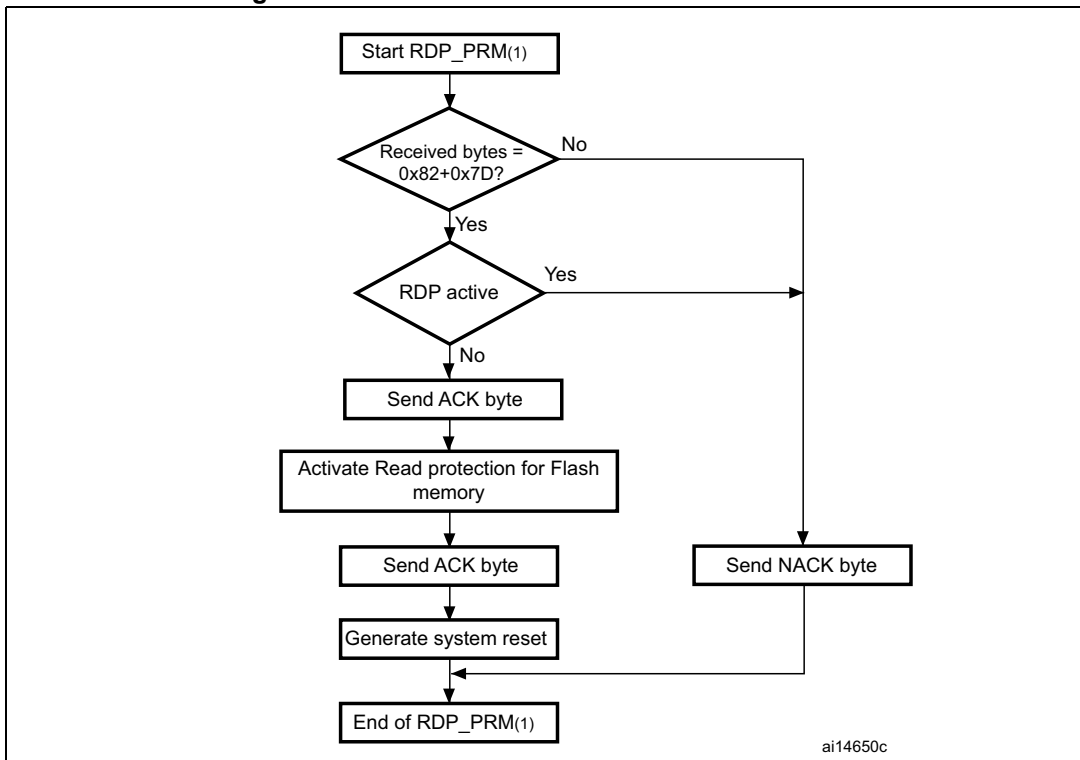 Start RDP_PRM(1)
Received bytes =
0x82+0x7D?
No
Yes
RDP active
Yes
No
Send ACK byte
Activate Read protection for Flash
memory
Send ACK byte
Send NACK byte
Generate system reset
End of RDP_PRM(1)
ai14650c